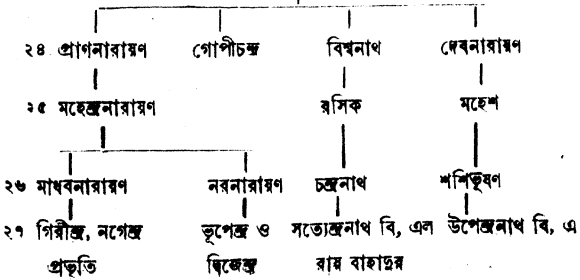 ২৪ প্রাণনারায়ণ গোপীচন্দ্র বিশ্বনাথ দেবনারায়ণ
২৫ মহেন্দ্রনারায়ণ রসিক মহেশ
২৬ মাধবনারায়ণ নবনারায়ণ চন্দ্রনাথ শশিভূষণ
২৭ গিরীন্দ্র, নগেন্দ্র ভূপেন্দ্র ও সত্যেন্দ্রনাথ বি, এল উপেন্দ্রনাথ বি, এ
প্রভৃতি দ্বিজেন্দ্র রায় বাহাদুর